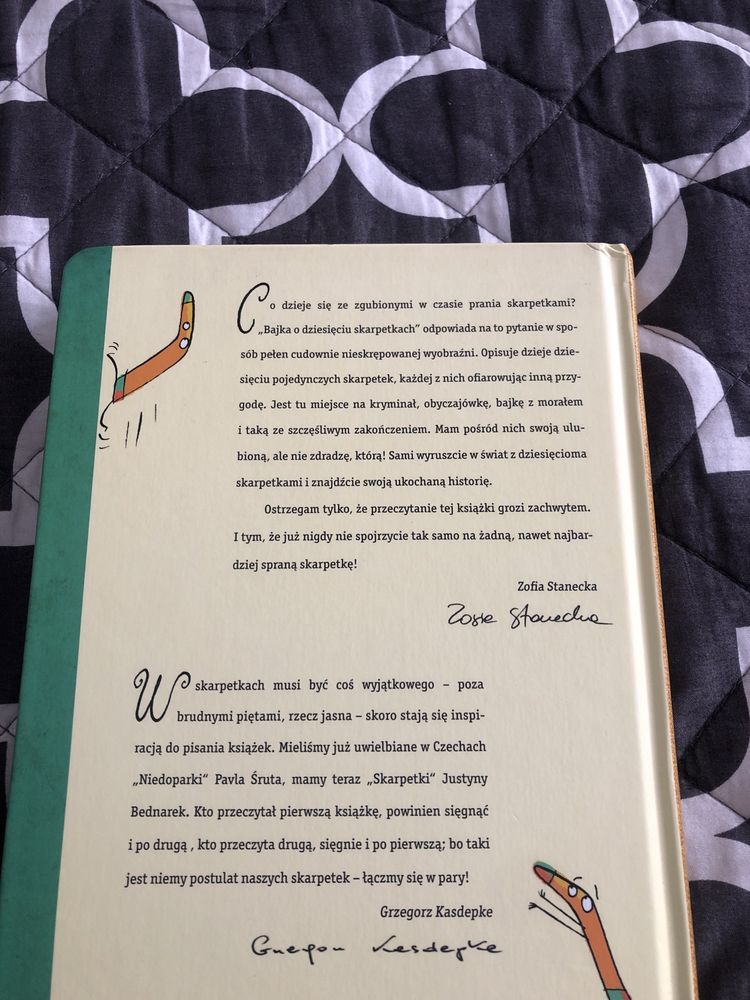 Co dzieje się ze zgubionymi w czasie prania skarpetkami?
„Bajka o dziesięciu skarpetkach" odpowiada na to pytanie w spo-
sób pełen cudownie nieskrępowanej wyobraźni. Opisuje dzieje dzie-
sięciu pojedynczych skarpetek, każdej z nich ofiarowując inną przy-
godę. Jest tu miejsce na kryminał, obyczajówkę, bajkę z morałem
i taką ze szczęśliwym zakończeniem. Mam pośród nich swoją ulu-
bioną, ale nie zdradzę, którą! Sami wyruszcie w świat z dziesięcioma
skarpetkami i znajdźcie swoją ukochaną historię.
Ostrzegam tylko, że przeczytanie tej książki grozi zachwytem.
I tym, że już nigdy nie spojrzycie tak samo na żadną, nawet najbar-
dziej spraną skarpetkę!
Zofia Stanecka
Zosia Stanecka
W skarpetkach musi być coś wyjątkowego – poza
brudnymi piętami, rzecz jasna – skoro stają się inspi-
racją do pisania książek. Mieliśmy już uwielbiane w Czechach
„Niedoparki" Pavla Śruta, mamy teraz „Skarpetki" Justyny
Bednarek. Kto przeczytał pierwszą książkę, powinien sięgnąć
i po drugą , kto przeczyta drugą, sięgnie i po pierwszą; bo taki
jest niemy postulat naszych skarpetek – łączmy się w pary!
Grzegorz Kasdepke
Grzegorz Kasdepke